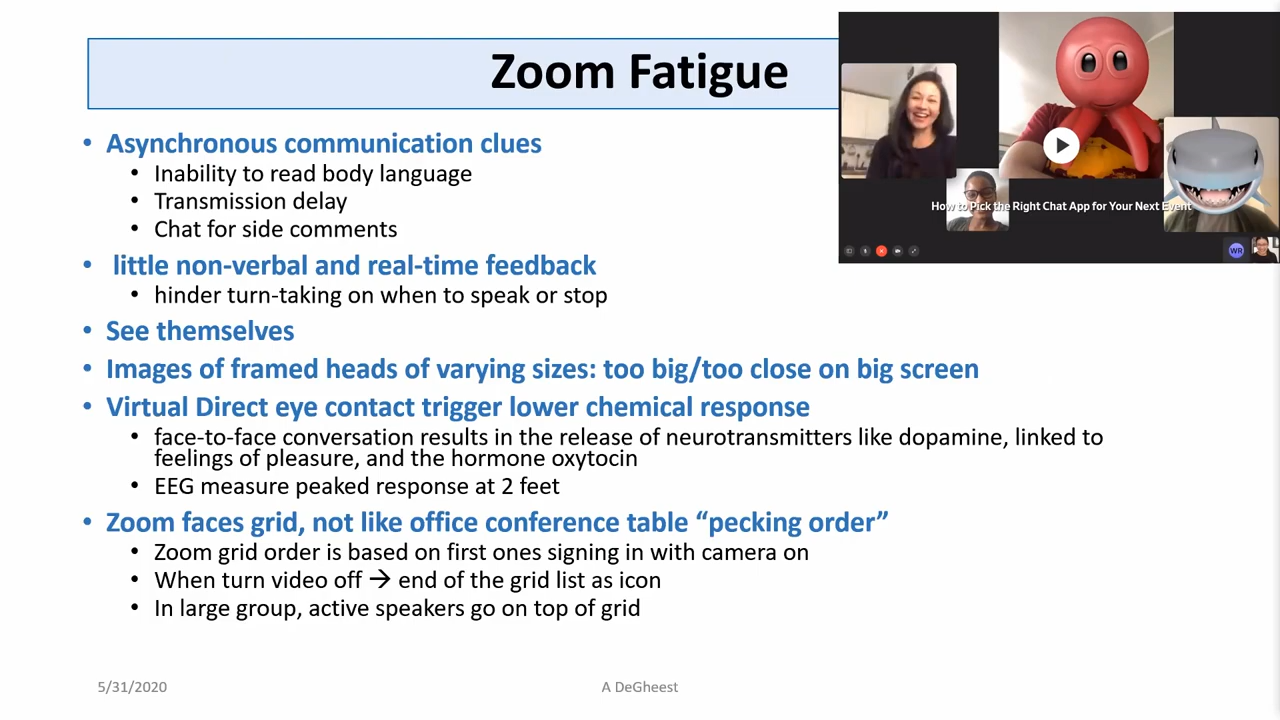 Zoom Fatigue
• Asynchronous communication clues
• Inability to read body language
• Transmission delay
• Chat for side comments
• little non-verbal and real-time feedback
• hinder turn-taking on when to speak or stop
• See themselves
• Images of framed heads of varying sizes: too big/too close on big screen
• Virtual Direct eye contact trigger lower chemical response
• face-to-face conversation results in the release of neurotransmitters like dopamine, linked to
feelings of pleasure, and the hormone oxytocin
• EEG measure peaked response at 2 feet
• Zoom faces grid, not like office conference table “pecking order”
• Zoom grid order is based on first ones signing in with camera on
• When turn video off → end of the grid list as icon
• In large group, active speakers go on top of grid
How to Pick the Right Chat App for Your Next Event
WR
5/31/2020
A DeGheest